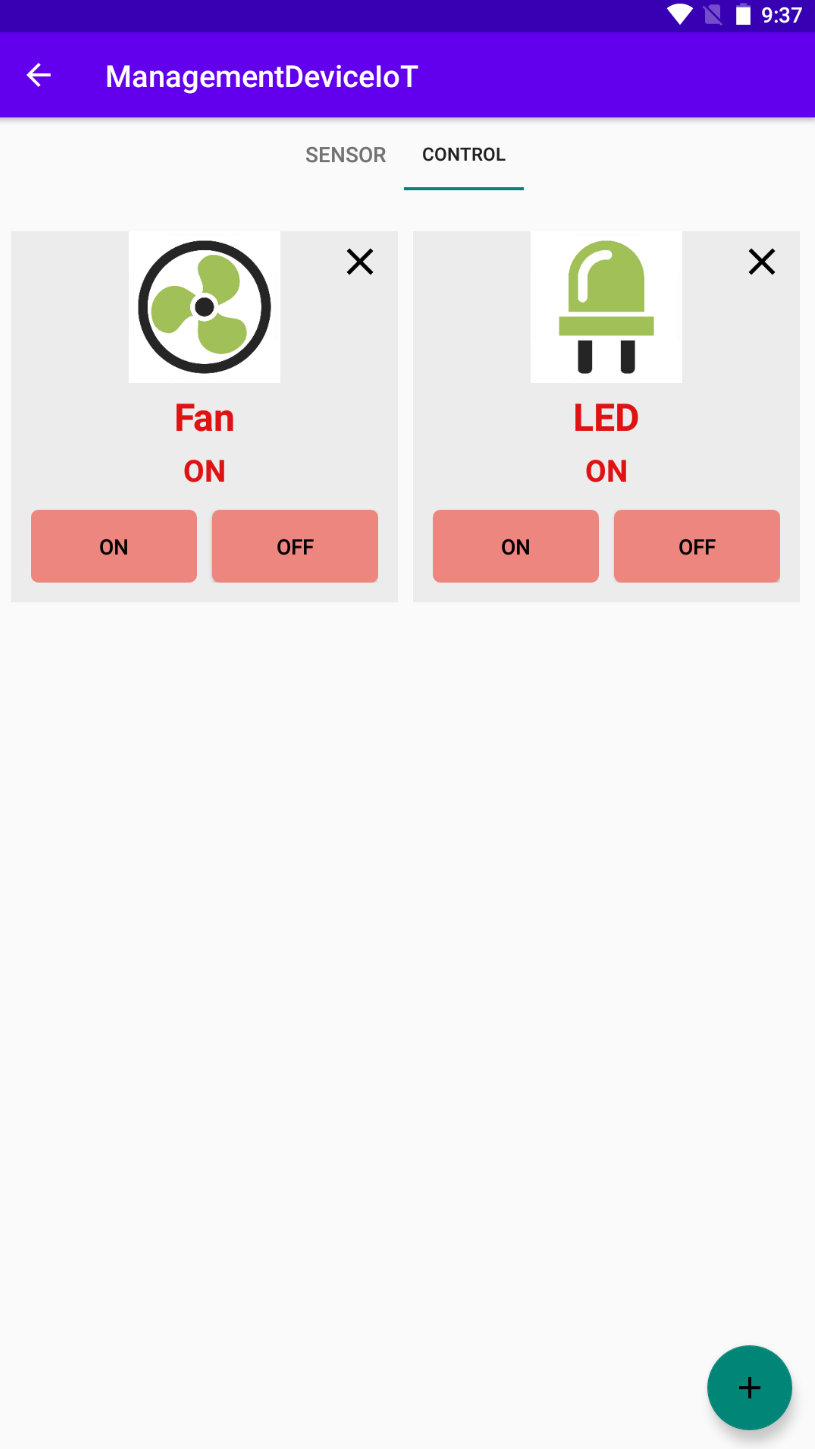 9:37
ManagementDeviceIoT
SENSOR CONTROL
Fan
ON
ON OFF
LED
ON
ON OFF